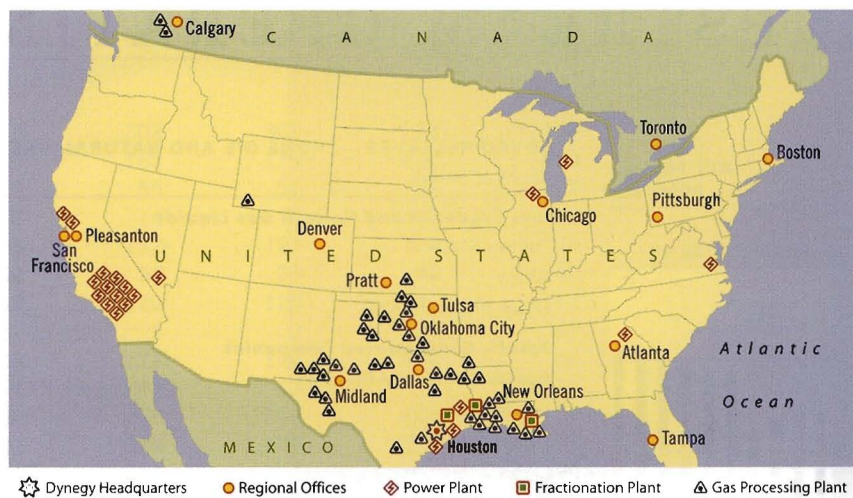 Calgary
C A N A D A
Toronto
Boston
Pittsburgh
Chicago
Denver
Pleasanton
San
Francisco
U N I T E D S T A T E S
Pratt
Tulsa
Oklahoma City
Atlanta
Atlantic
Ocean
Dallas
Midland
New Orleans
Houston
Tampa
MEXICO
Dynegy Headquarters Regional Offices Power Plant Fractionation Plant Gas Processing Plant